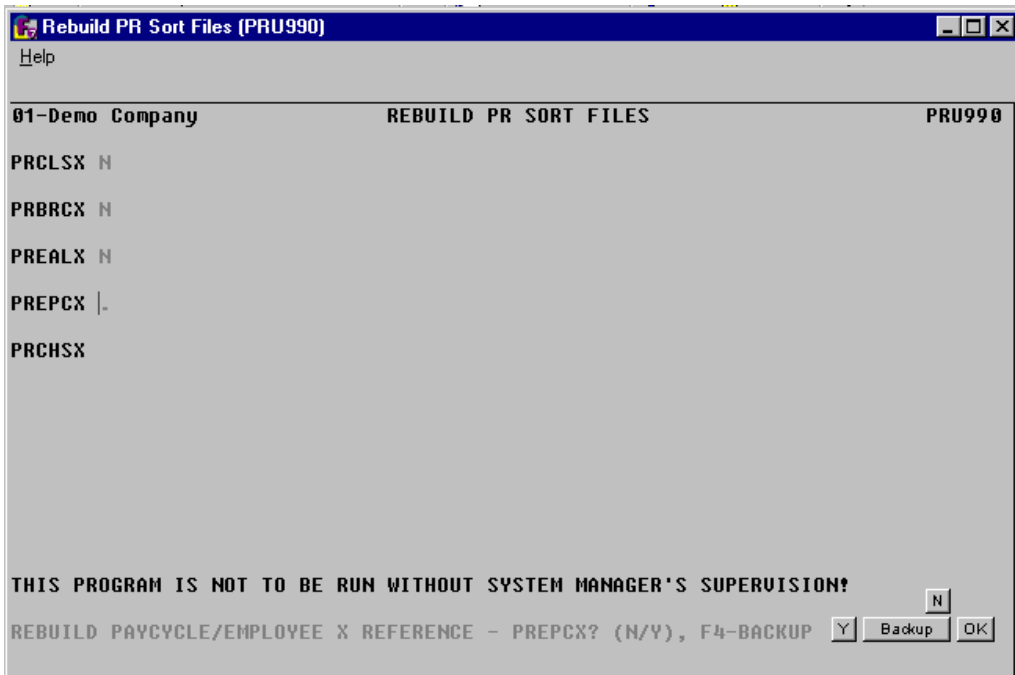 Rebuild PR Sort Files (PRU990)
Help
01-Demo Company REBUILD PR SORT FILES PRU990
PRCLSX N
PRBRCX N
PREALX N
PREPCX .
PRCHSX
THIS PROGRAM IS NOT TO BE RUN WITHOUT SYSTEM MANAGER'S SUPERVISION!
N
REBUILD PAYCYCLE/EMPLOYEE X REFERENCE - PREPCX? (N/Y), F4-BACKUP Y Backup OK